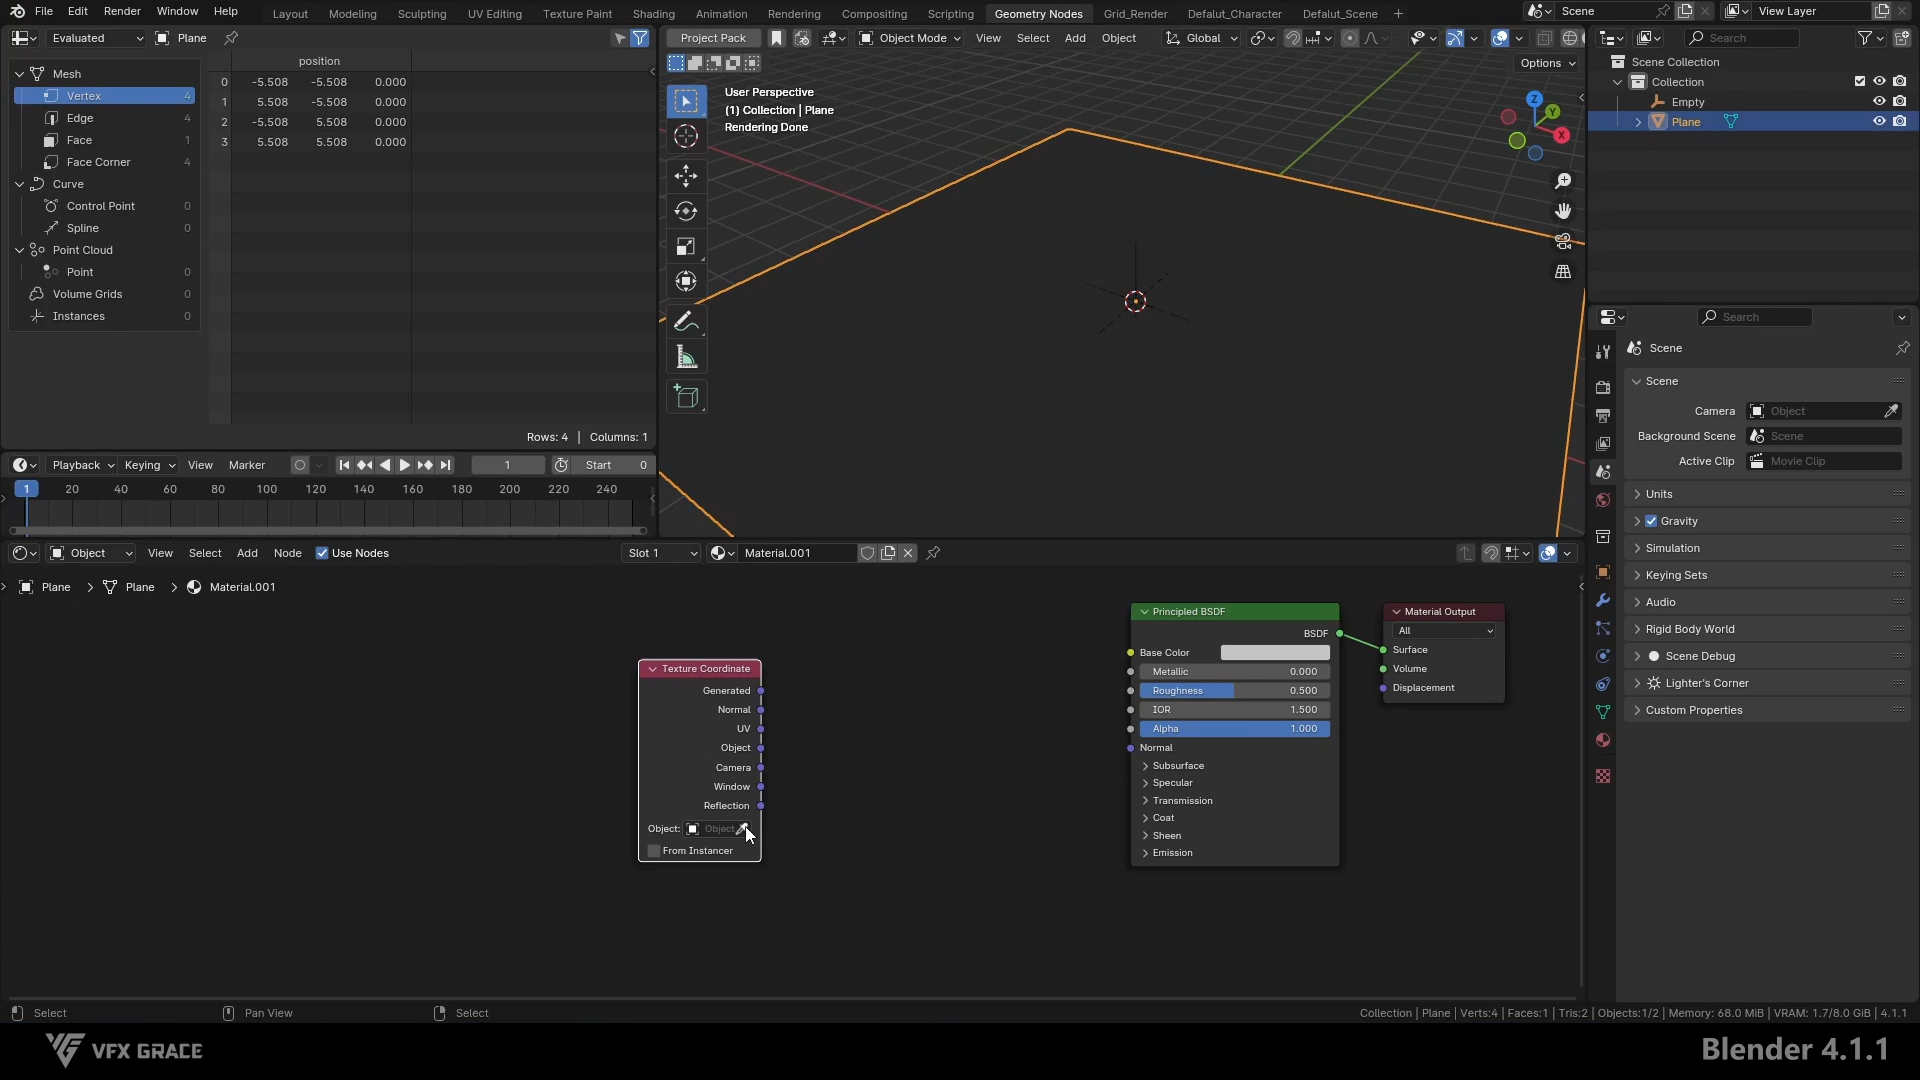 File Edit Render Window Help Layout Modeling Sculpting UV Editing Texture Paint Shading Animation Rendering Compositing Scripting Geometry Nodes Grid_Render Defalut_Character Defalut_Scene + Scene View Layer
Evaluated Plane
Project Pack Object Mode View Select Add Object Global
Search
Options
position
Mesh
Vertex 4
Edge 4
Face 1
Face Corner 4
Curve
Control Point 0
Spline 0
Point Cloud
Point 0
Volume Grids 0
Instances 0
0 -5.508 -5.508 0.000
1 5.508 -5.508 0.000
2 -5.508 5.508 0.000
3 5.508 5.508 0.000
Rows: 4 | Columns: 1
User Perspective
(1) Collection | Plane
Rendering Done
Z
Y
X
Scene Collection
Collection
Empty
Plane
Playback Keying View Marker 1 Start 0
1 20 40 60 80 100 120 140 160 180 200 220 240
Search
Scene
Scene
Camera Object
Background Scene Scene
Active Clip Movie Clip
Units
Gravity
Simulation
Keying Sets
Audio
Rigid Body World
Scene Debug
Lighter's Corner
Custom Properties
Object View Select Add Node Use Nodes Slot 1 Material.001
Plane > Plane > Material.001
Texture Coordinate
Generated
Normal
UV
Object
Camera
Window
Reflection
Object: Object
From Instancer
Principled BSDF
BSDF
Base Color
Metallic 0.000
Roughness 0.500
IOR 1.500
Alpha 1.000
Normal
Subsurface
Specular
Transmission
Coat
Sheen
Emission
Material Output
All
Surface
Volume
Displacement
Select Pan View Select
Collection | Plane | Verts:4 | Faces:1 | Tris:2 | Objects:1/2 | Memory: 68.0 MiB | VRAM: 1.7/8.0 GiB | 4.1.1
VFX GRACE
Blender 4.1.1